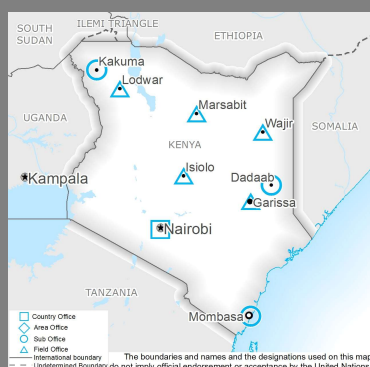 SOUTH
SUDAN
ILEMI TRIANGLE
ETHIOPIA
Kakuma
Lodwar
Marsabit
UGANDA
Wajir
SOMALIA
KENYA
Isiolo
Kampala
Dadaab
Garissa
Nairobi
TANZANIA
Mombasa
Country Office
Area Office
Sub Office
Field Office
International boundary
Undetermined Boundary
The boundaries and names and the designations used on this map
do not imply official endorsement or acceptance by the United Nations